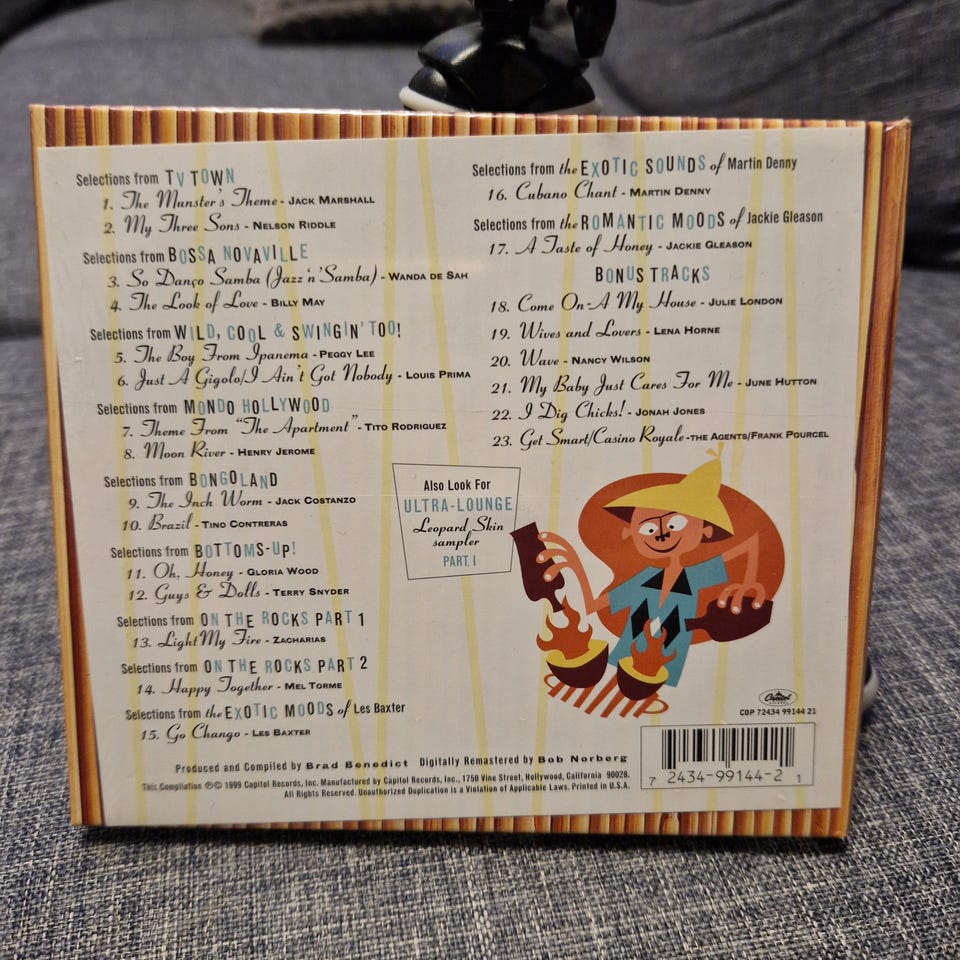 Selections from TV TOWN
1. The Munster's Theme - JACK MARSHALL
2. My Three Sons - NELSON RIDDLE
Selections from BOSSA NOVAVILLE
3. So Danço Samba (Jazz 'n' Samba) - WANDA DE SAH
4. The Look of Love - BILLY MAY
Selections from WILD, COOL & SWINGIN' TOO!
5. The Boy From Ipanema - PEGGY LEE
6. Just A Gigolo/I Ain't Got Nobody - LOUIS PRIMA
Selections from MONDO HOLLYWOOD
7. Theme From "The Apartment" - TITO RODRIGUEZ
8. Moon River - HENRY JEROME
Selections from BONGOLAND
9. The Inch Worm - JACK COSTANZO
10. Brazil - TINO CONTRERAS
Selections from BOTTOMS-UP!
11. Oh, Honey - GLORIA WOOD
12. Guys & Dolls - TERRY SNYDER
Selections from ON THE ROCKS PART 1
13. Light My Fire - ZACHARIAS
Selections from ON THE ROCKS PART 2
14. Happy Together - MEL TORME
Selections from the EXOTIC MOODS of Les Baxter
15. Go Chango - LES BAXTER
Selections from the EXOTIC SOUNDS of Martin Denny
16. Cubano Chant - MARTIN DENNY
Selections from the ROMANTIC MOODS of Jackie Gleason
17. A Taste of Honey - JACKIE GLEASON
BONUS TRACKS
18. Come On-A My House - JULIE LONDON
19. Wives and Lovers - LENA HORNE
20. Wave - NANCY WILSON
21. My Baby Just Cares For Me - JUNE HUTTON
22. I Dig Chicks! - JONAH JONES
23. Get Smart/Casino Royale - THE AGENTS/FRANK POURCEL
Also Look For
ULTRA-LOUNGE
Leopard Skin
sampler
PART 1
Capitol
CDP 72434 99144 21
7 2434-99144-2 1
Produced and Compiled by Brad Benedict Digitally Remastered by Bob Norberg
This Compilation ℗© 1999 Capitol Records, Inc. Manufactured by Capitol Records, Inc., 1750 Vine Street, Hollywood, California 90028.
All Rights Reserved. Unauthorized Duplication is a Violation of Applicable Laws. Printed in U.S.A.